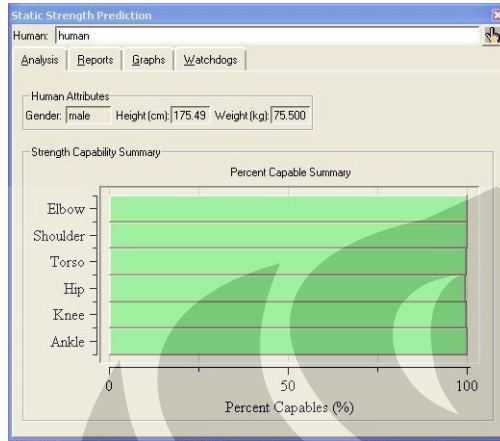 Static Strength Prediction
Human: human
Analysis Reports Graphs Watchdogs
Human Attributes
Gender: male Height (cm): 175.49 Weight (kg): 75.500
Strength Capability Summary
Percent Capable Summary
Elbow
Shoulder
Torso
Hip
Knee
Ankle
0 50 100
Percent Capables (%)